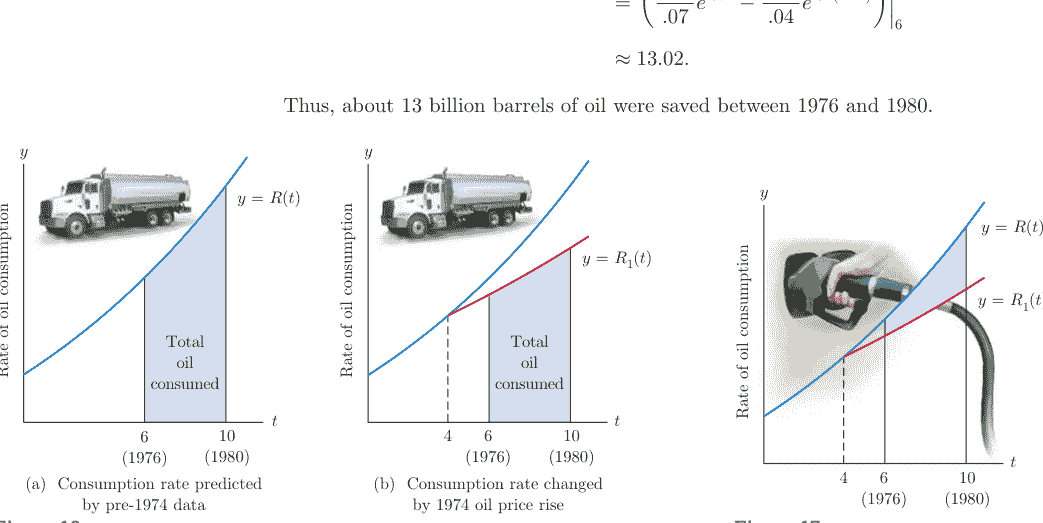 = ( .07 e − .04 e ) | 6
≈ 13.02.
Thus, about 13 billion barrels of oil were saved between 1976 and 1980.
y
Rate of oil consumption
y = R(t)
Total
oil
consumed
t
6
(1976)
10
(1980)
(a) Consumption rate predicted
by pre-1974 data
y
Rate of oil consumption
y = R₁(t)
Total
oil
consumed
t
4
6
(1976)
10
(1980)
(b) Consumption rate changed
by 1974 oil price rise
y
Rate of oil consumption
y = R(t)
y = R₁(t
t
4
6
(1976)
10
(1980)